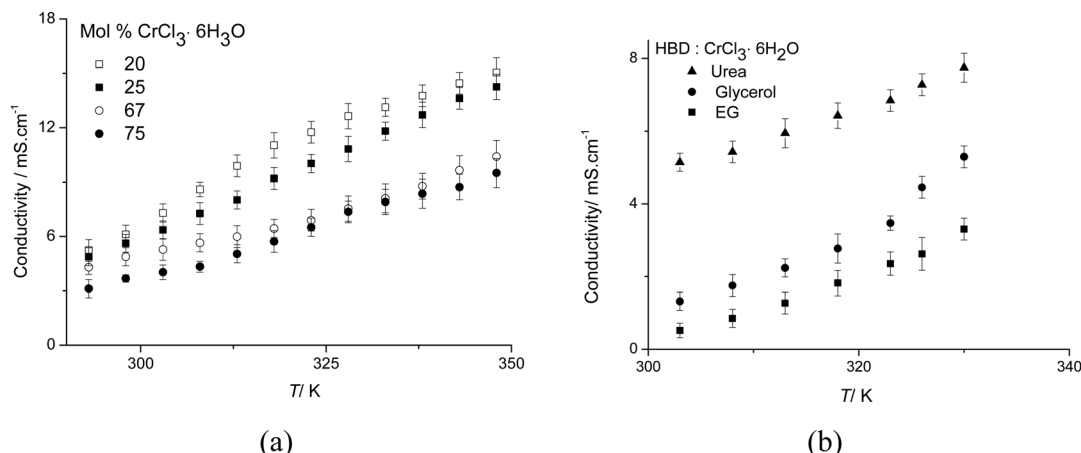 Mol % CrCl3· 6H3O
20
25
67
75
18
12
6
0
Conductivity / mS.cm-1
300
325
350
T/ K
(a)
HBD : CrCl3· 6H2O
Urea
Glycerol
EG
8
4
0
Conductivity/ mS.cm-1
300
320
340
T/ K
(b)